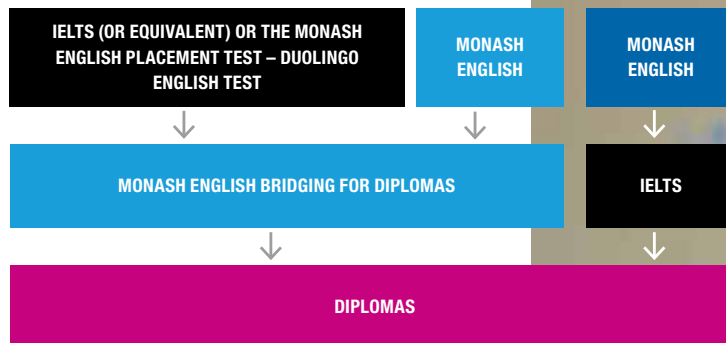 IELTS (OR EQUIVALENT) OR THE MONASH
ENGLISH PLACEMENT TEST – DUOLINGO
ENGLISH TEST
MONASH
ENGLISH
MONASH
ENGLISH
MONASH ENGLISH BRIDGING FOR DIPLOMAS
IELTS
DIPLOMAS